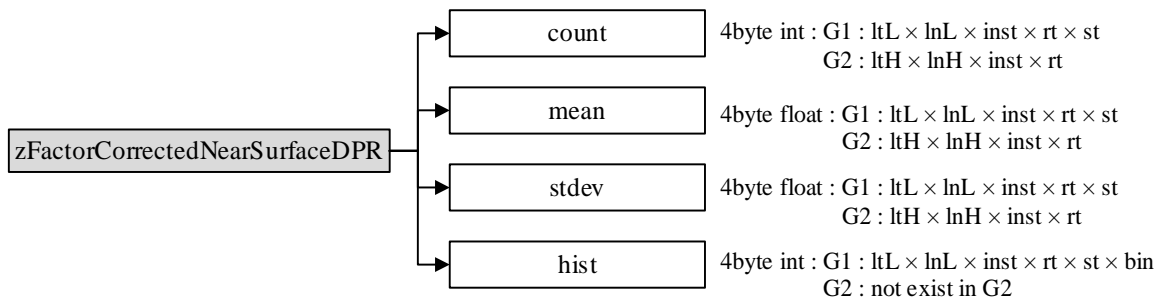 count
4byte int : G1 : ltL × lnL × inst × rt × st
G2 : ltH × lnH × inst × rt
mean
4byte float : G1 : ltL × lnL × inst × rt × st
G2 : ltH × lnH × inst × rt
zFactorCorrectedNearSurfaceDPR
stdev
4byte float : G1 : ltL × lnL × inst × rt × st
G2 : ltH × lnH × inst × rt
hist
4byte int : G1 : ltL × lnL × inst × rt × st × bin
G2 : not exist in G2